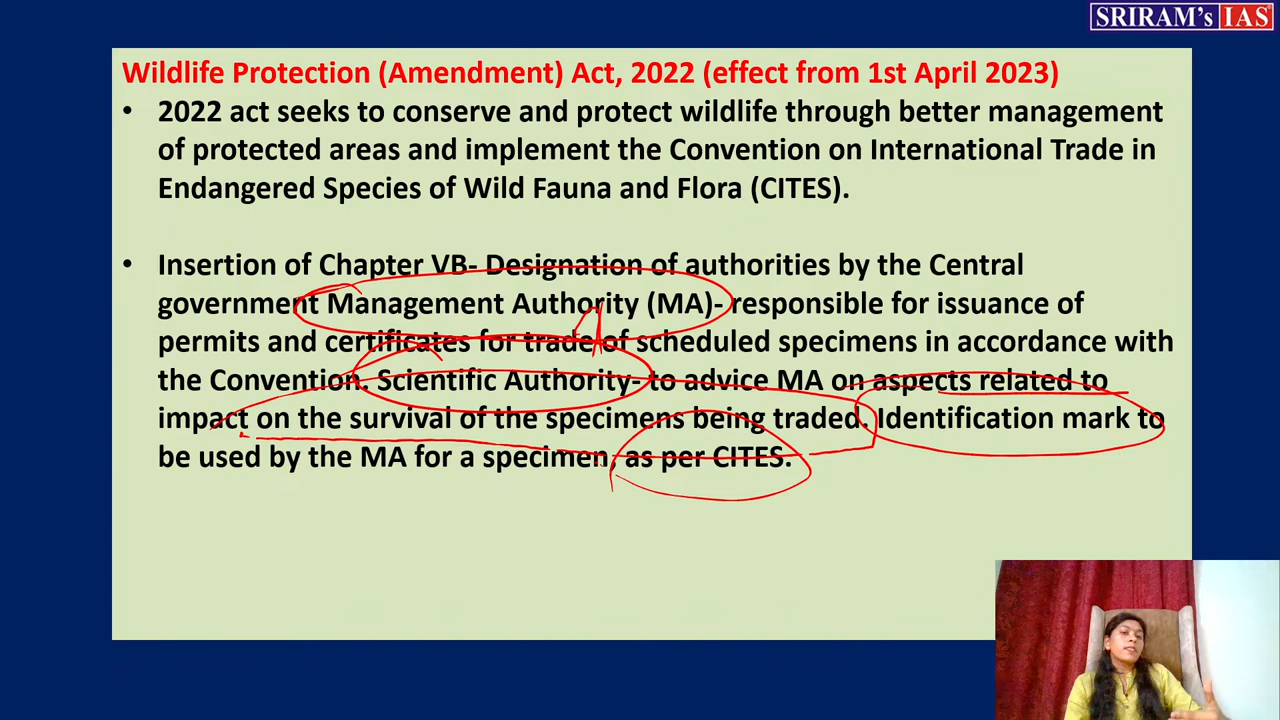 SRIRAM's IAS
Wildlife Protection (Amendment) Act, 2022 (effect from 1st April 2023)
• 2022 act seeks to conserve and protect wildlife through better management
of protected areas and implement the Convention on International Trade in
Endangered Species of Wild Fauna and Flora (CITES).
• Insertion of Chapter VB- Designation of authorities by the Central
government Management Authority (MA)- responsible for issuance of
permits and certificates for trade of scheduled specimens in accordance with
the Convention. Scientific Authority- to advice MA on aspects related to
impact on the survival of the specimens being traded. Identification mark to
be used by the MA for a specimen, as per CITES.